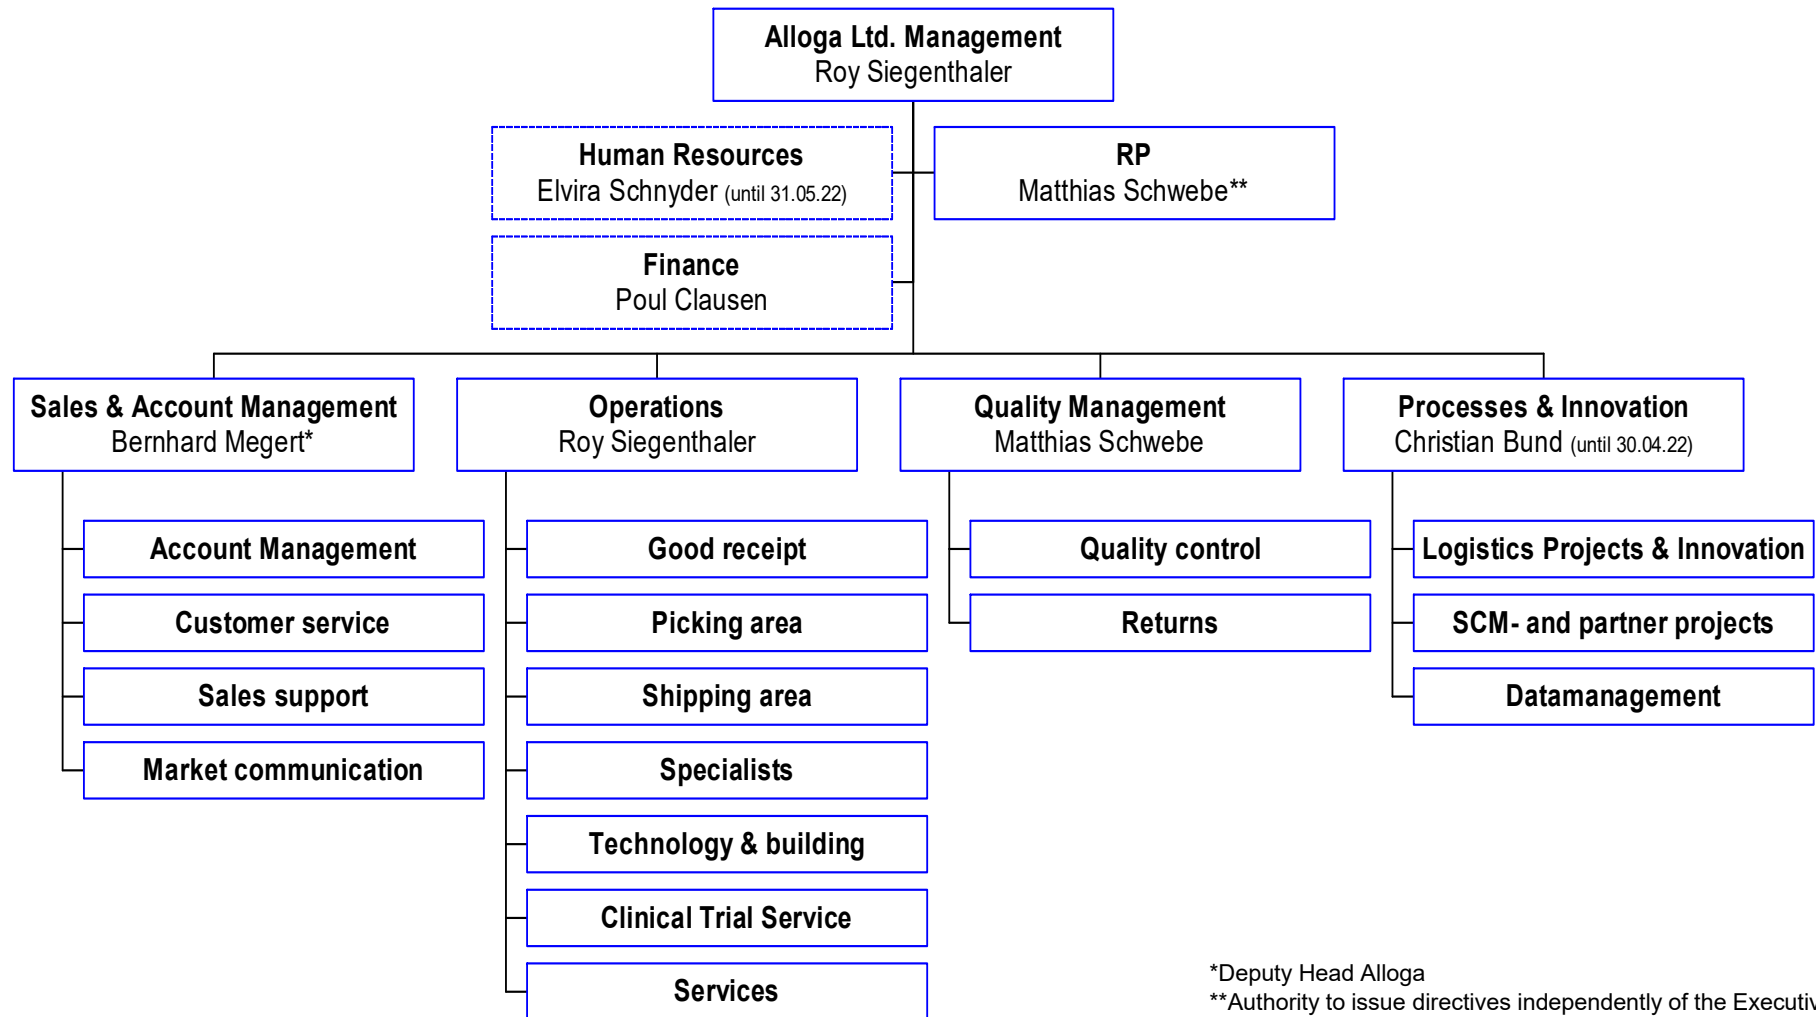 Alloga Ltd. Management
Roy Siegenthaler
Human Resources
Elvira Schnyder (until 31.05.22)
RP
Matthias Schwebe**
Finance
Poul Clausen
Sales & Account Management
Bernhard Megert*
Operations
Roy Siegenthaler
Quality Management
Matthias Schwebe
Processes & Innovation
Christian Bund (until 30.04.22)
Account Management
Customer service
Sales support
Market communication
Good receipt
Picking area
Shipping area
Specialists
Technology & building
Clinical Trial Service
Services
Quality control
Returns
Logistics Projects & Innovation
SCM- and partner projects
Datamanagement
*Deputy Head Alloga
**Authority to issue directives independently of the